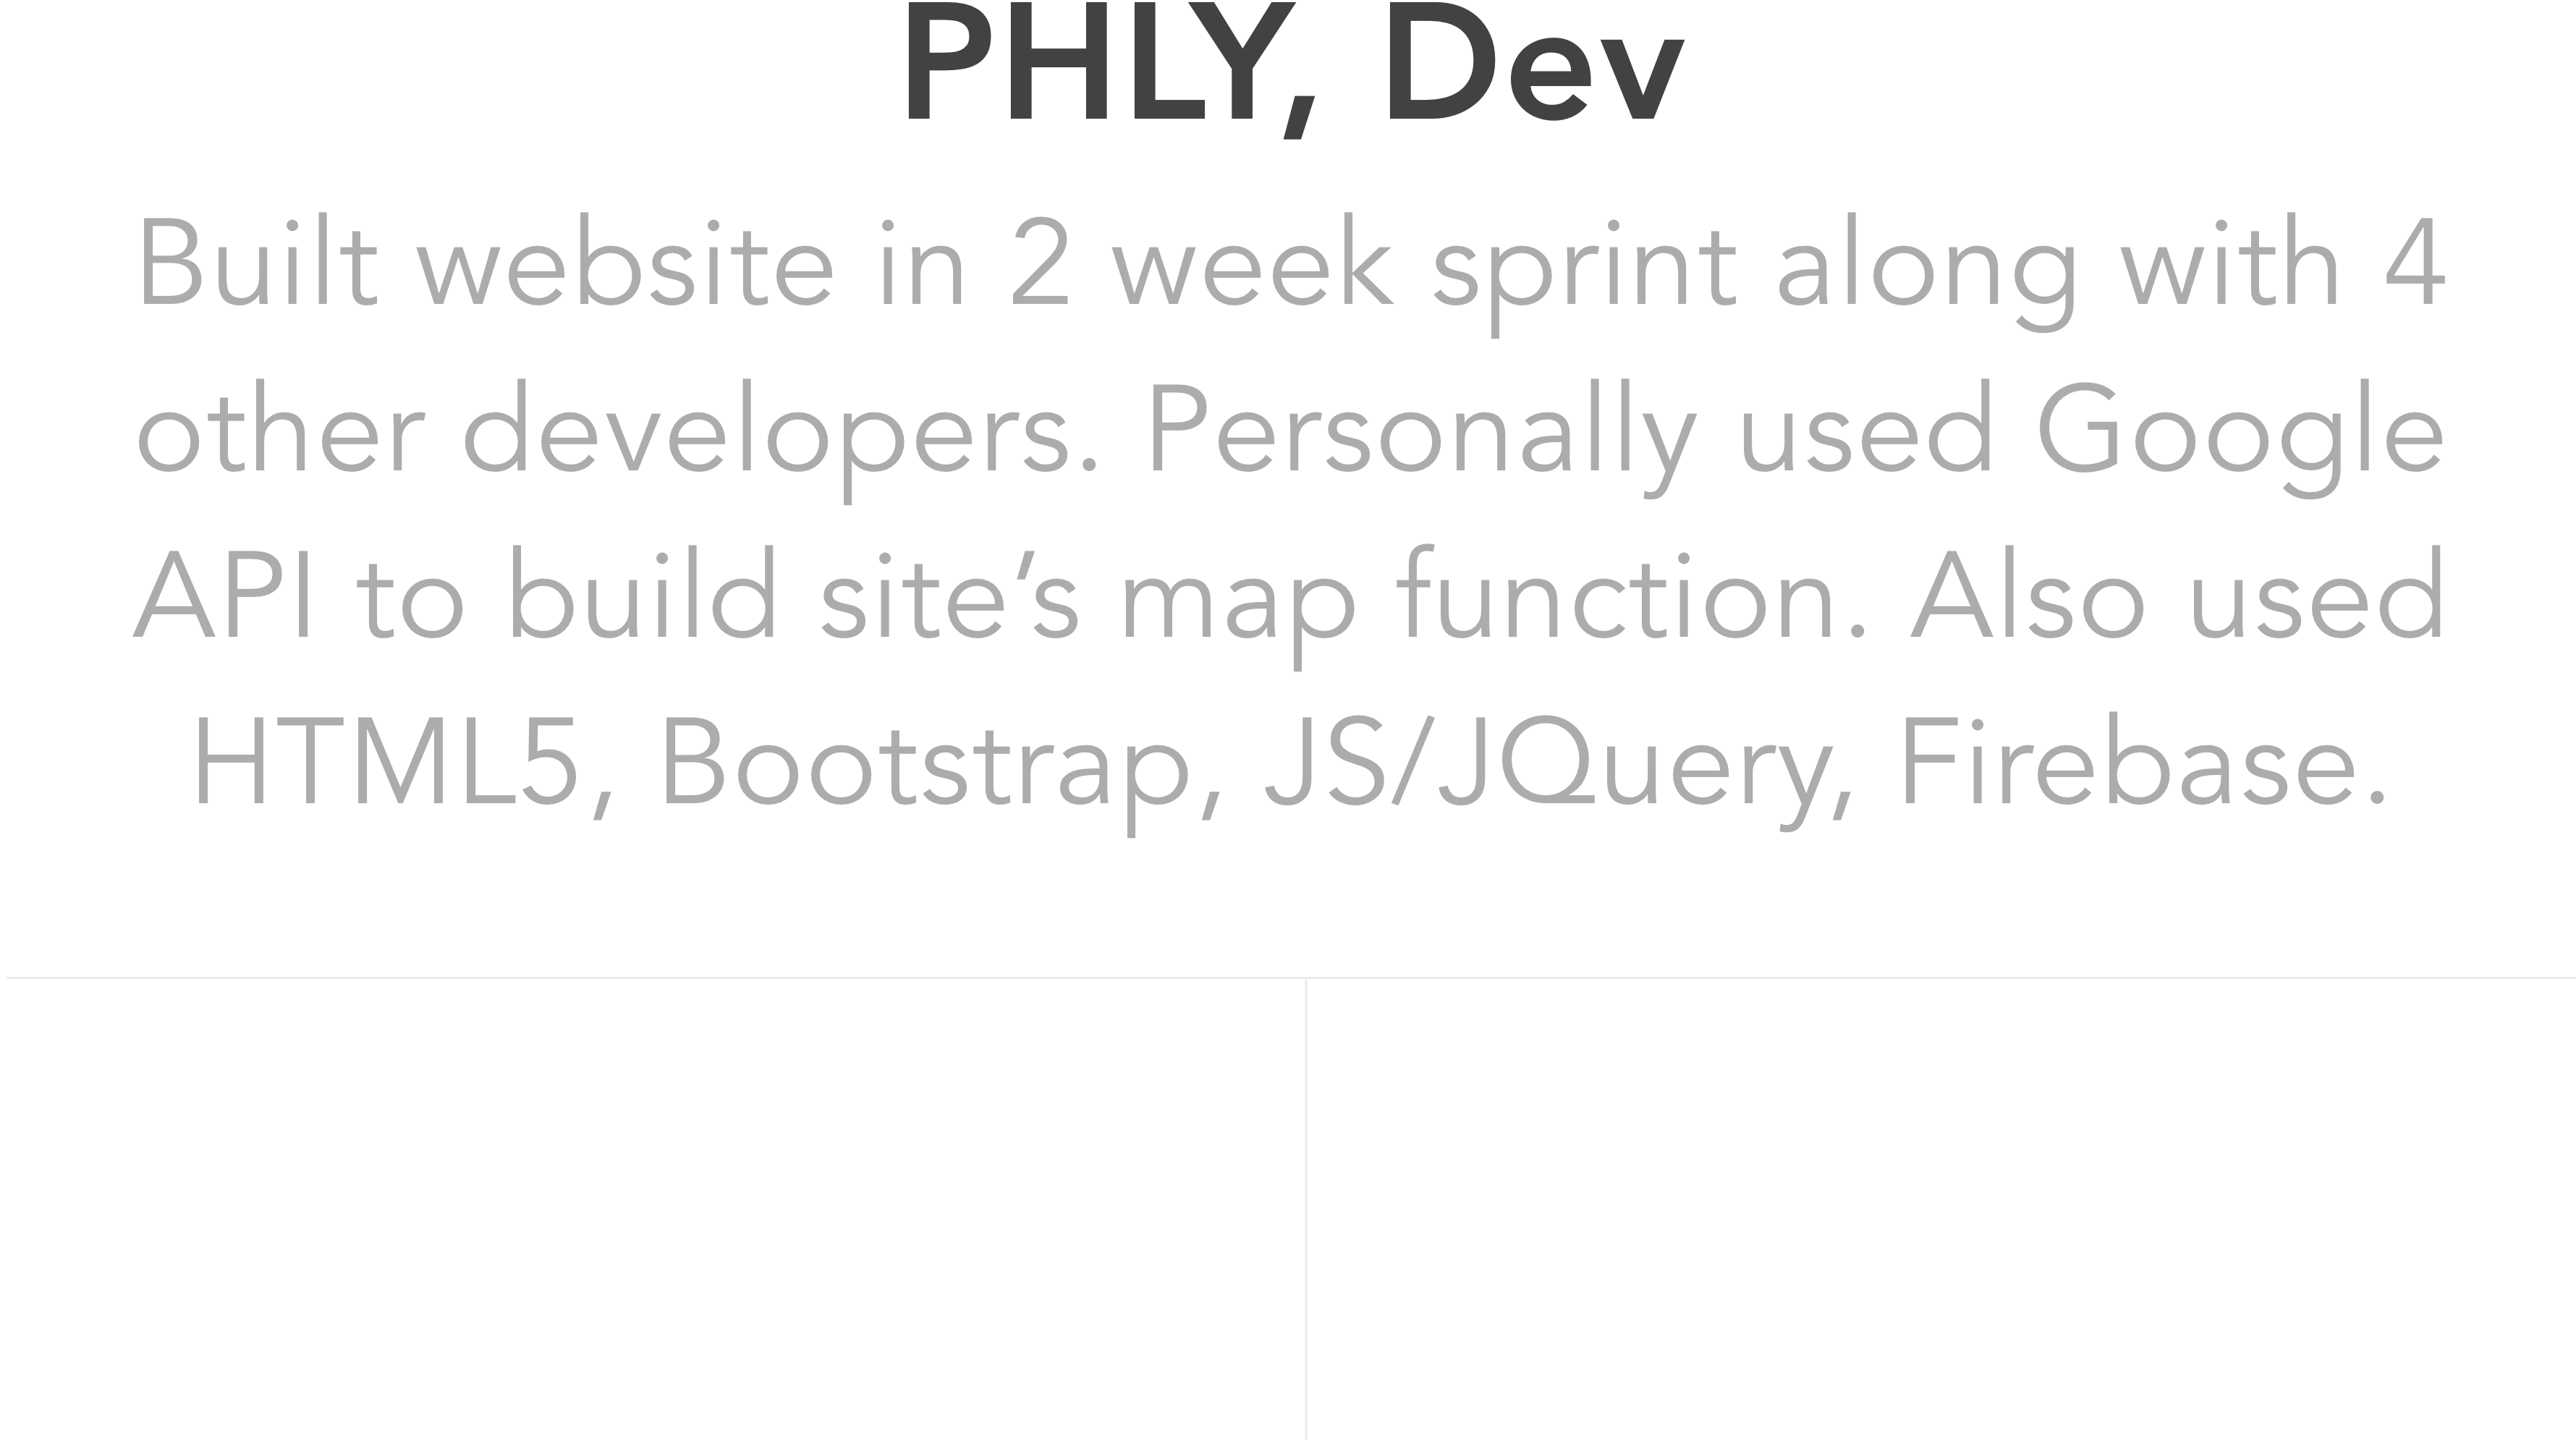 PHLY, Dev
Built website in 2 week sprint along with 4
other developers. Personally used Google
API to build site’s map function. Also used
HTML5, Bootstrap, JS/JQuery, Firebase.